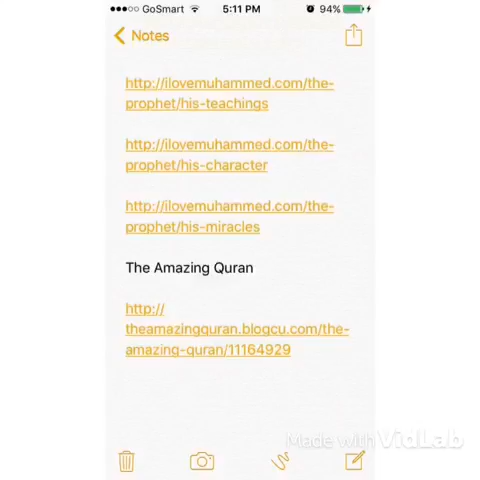 GoSmart 5:11 PM 94%
Notes
http://ilovemuhammed.com/the-
prophet/his-teachings
http://ilovemuhammed.com/the-
prophet/his-character
http://ilovemuhammed.com/the-
prophet/his-miracles
The Amazing Quran
http://
theamazingquran.blogcu.com/the-
amazing-quran/11164929
Made with VidLab